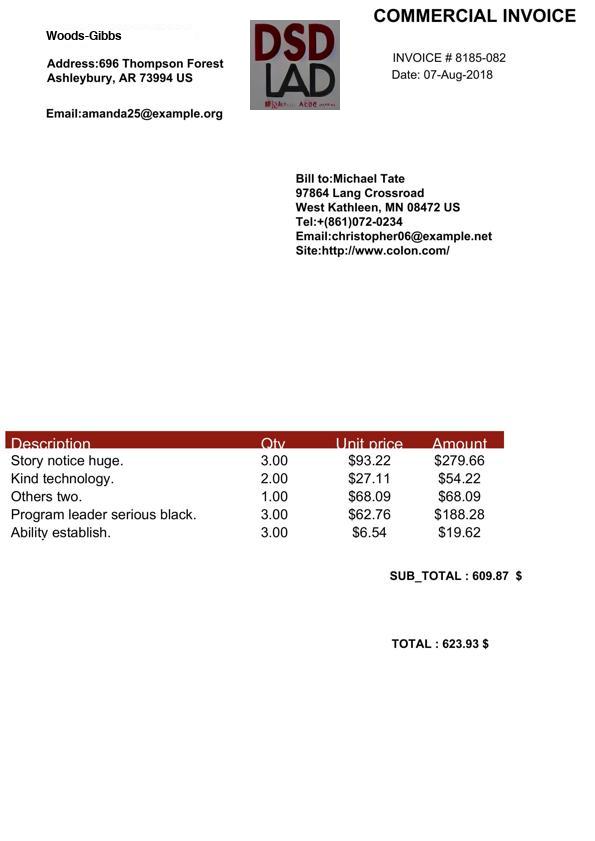 COMMERCIAL INVOICE
Woods-Gibbs
DSD
LAD
INVOICE # 8185-082
Address:696 Thompson Forest
Date: 07-Aug-2018
Ashleybury, AR 73994 US
Email:amanda25@example.org
Bill to:Michael Tate
97864 Lang Crossroad
West Kathleen, MN 08472 US
Tel:+(861)072-0234
Email:christopher06@example.net
Site:http://www.colon.com/
Description Qty Unit price Amount
Story notice huge. 3.00 $93.22 $279.66
Kind technology. 2.00 $27.11 $54.22
Others two. 1.00 $68.09 $68.09
Program leader serious black. 3.00 $62.76 $188.28
Ability establish. 3.00 $6.54 $19.62
SUB_TOTAL : 609.87 $
TOTAL : 623.93 $